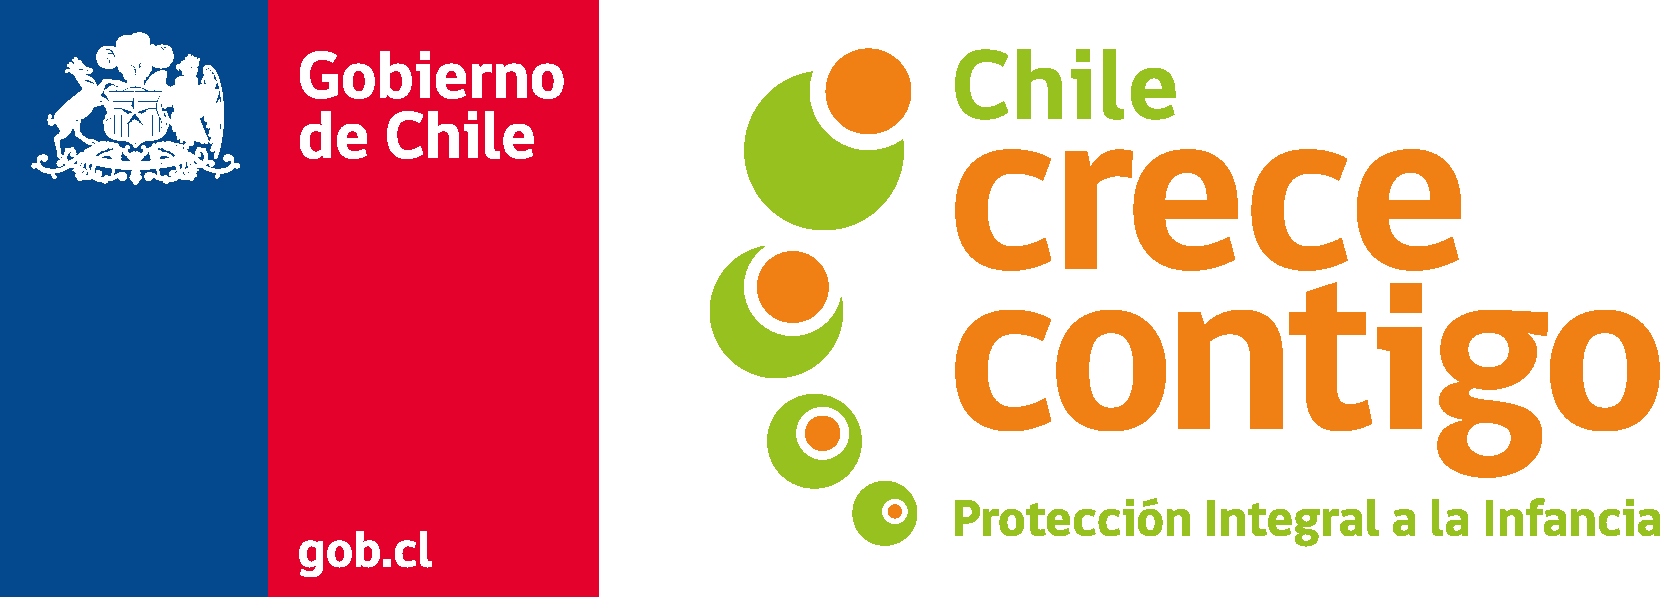 Gobierno
de Chile
gob.cl
Chile
crece
contigo
Protección Integral a la Infancia